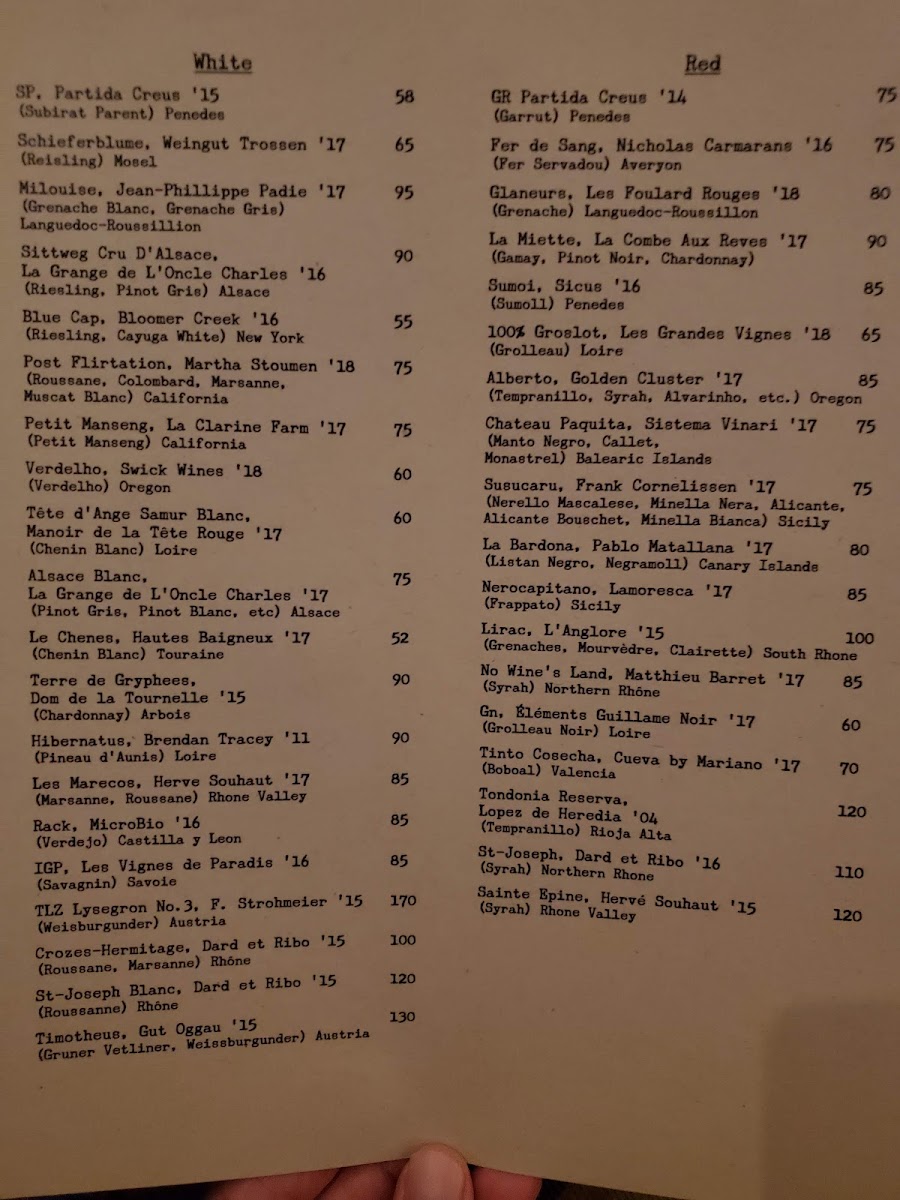 White
SP. Partida Creus '15 58
(Subirat Parent) Penedes
Schieferblume, Weingut Trossen '17 65
(Reisling) Mosel
Milouise, Jean-Phillippe Padie '17 95
(Grenache Blanc, Grenache Gris)
Languedoc-Roussillion
Sittweg Cru D'Alsace, 90
La Grange de L'Oncle Charles '16
(Riesling, Pinot Gris) Alsace
Blue Cap, Bloomer Creek '16 55
(Riesling, Cayuga White) New York
Post Flirtation, Martha Stoumen '18 75
(Roussane, Colombard, Marsanne,
Muscat Blanc) California
Petit Manseng, La Clarine Farm '17 75
(Petit Manseng) California
Verdelho, Swick Wines '18 60
(Verdelho) Oregon
Tête d'Ange Samur Blanc, 60
Manoir de la Tête Rouge '17
(Chenin Blanc) Loire
Alsace Blanc, 75
La Grange de L'Oncle Charles '17
(Pinot Gris, Pinot Blanc, etc) Alsace
Le Chenes, Hautes Baigneux '17 52
(Chenin Blanc) Touraine
Terre de Gryphees, 90
Dom de la Tournelle '15
(Chardonnay) Arbois
Hibernatus, Brendan Tracey '11 90
(Pineau d'Aunis) Loire
Les Marecos, Herve Souhaut '17 85
(Marsanne, Roussane) Rhone Valley
Rack, MicroBio '16 85
(Verdejo) Castilla y Leon
IGP, Les Vignes de Paradis '16 85
(Savagnin) Savoie
TLZ Lysegron No.3, F. Strohmeier '15 170
(Weisburgunder) Austria
Crozes-Hermitage, Dard et Ribo '15 100
(Roussane, Marsanne) Rhône
St-Joseph Blanc, Dard et Ribo '15 120
(Roussanne) Rhône
Timotheus, Gut Oggau '15 130
(Gruner Vetliner, Weissburgunder) Austria
Red
GR Partida Creus '14 75
(Garrut) Penedes
Fer de Sang, Nicholas Carmarans '16 75
(Fer Servadou) Averyon
Glaneurs, Les Foulard Rouges '18 80
(Grenache) Languedoc-Roussillon
La Miette, La Combe Aux Reves '17 90
(Gamay, Pinot Noir, Chardonnay)
Sumoi, Sicus '16 85
(Sumoll) Penedes
100% Groslot, Les Grandes Vignes '18 65
(Grolleau) Loire
Alberto, Golden Cluster '17 85
(Tempranillo, Syrah, Alvarinho, etc.) Oregon
Chateau Paquita, Sistema Vinari '17 75
(Manto Negro, Callet,
Monastrel) Balearic Islands
Susucaru, Frank Cornelissen '17 75
(Nerello Mascalese, Minella Nera, Alicante,
Alicante Bouschet, Minella Bianca) Sicily
La Bardona, Pablo Matallana '17 80
(Listan Negro, Negramoll) Canary Islands
Nerocapitano, Lamoresca '17 85
(Frappato) Sicily
Lirac, L'Anglore '15 100
(Grenaches, Mourvèdre, Clairette) South Rhone
No Wine's Land, Matthieu Barret '17 85
(Syrah) Northern Rhône
Gn, Éléments Guillame Noir '17 60
(Grolleau Noir) Loire
Tinto Cosecha, Cueva by Mariano '17 70
(Boboal) Valencia
Tondonia Reserva, 120
Lopez de Heredia '04
(Tempranillo) Rioja Alta
St-Joseph, Dard et Ribo '16 110
(Syrah) Northern Rhone
Sainte Epine, Hervé Souhaut '15 120
(Syrah) Rhone Valley